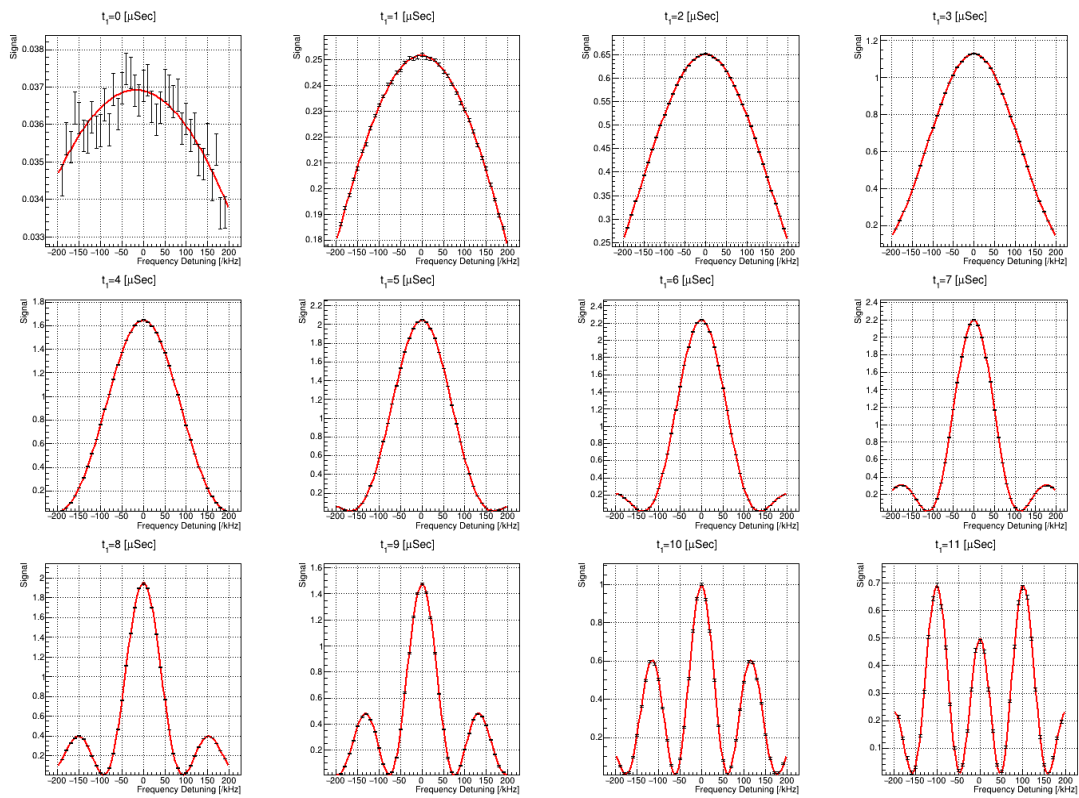 t₁=0 [μSec]
Signal
0.038
0.037
0.036
0.035
0.034
0.033
−200 −150 −100 −50 0 50 100 150 200
Frequency Detuning [/kHz]
t₁=1 [μSec]
Signal
0.25
0.24
0.23
0.22
0.21
0.2
0.19
0.18
−200 −150 −100 −50 0 50 100 150 200
Frequency Detuning [/kHz]
t₁=2 [μSec]
Signal
0.65
0.6
0.55
0.5
0.45
0.4
0.35
0.3
0.25
−200 −150 −100 −50 0 50 100 150 200
Frequency Detuning [/kHz]
t₁=3 [μSec]
Signal
1.2
1
0.8
0.6
0.4
0.2
−200 −150 −100 −50 0 50 100 150 200
Frequency Detuning [/kHz]
t₁=4 [μSec]
Signal
1.8
1.6
1.4
1.2
1
0.8
0.6
0.4
0.2
−200 −150 −100 −50 0 50 100 150 200
Frequency Detuning [/kHz]
t₁=5 [μSec]
Signal
2.2
2
1.8
1.6
1.4
1.2
1
0.8
0.6
0.4
0.2
−200 −150 −100 −50 0 50 100 150 200
Frequency Detuning [/kHz]
t₁=6 [μSec]
Signal
2.4
2.2
2
1.8
1.6
1.4
1.2
1
0.8
0.6
0.4
0.2
−200 −150 −100 −50 0 50 100 150 200
Frequency Detuning [/kHz]
t₁=7 [μSec]
Signal
2.4
2.2
2
1.8
1.6
1.4
1.2
1
0.8
0.6
0.4
0.2
−200 −150 −100 −50 0 50 100 150 200
Frequency Detuning [/kHz]
t₁=8 [μSec]
Signal
2
1.8
1.6
1.4
1.2
1
0.8
0.6
0.4
0.2
−200 −150 −100 −50 0 50 100 150 200
Frequency Detuning [/kHz]
t₁=9 [μSec]
Signal
1.6
1.4
1.2
1
0.8
0.6
0.4
0.2
−200 −150 −100 −50 0 50 100 150 200
Frequency Detuning [/kHz]
t₁=10 [μSec]
Signal
1
0.8
0.6
0.4
0.2
−200 −150 −100 −50 0 50 100 150 200
Frequency Detuning [/kHz]
t₁=11 [μSec]
Signal
0.7
0.6
0.5
0.4
0.3
0.2
0.1
−200 −150 −100 −50 0 50 100 150 200
Frequency Detuning [/kHz]